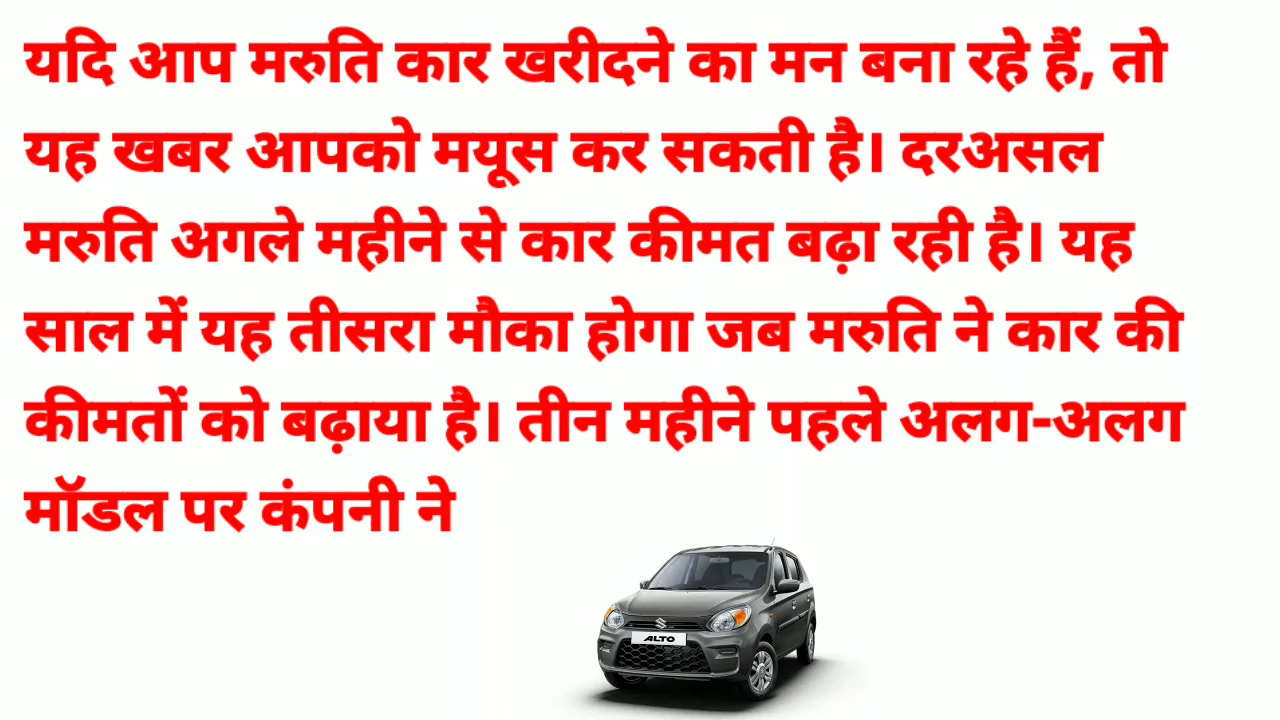 यदि आप मरुति कार खरीदने का मन बना रहे हैं, तो
यह खबर आपको मयूस कर सकती है। दरअसल
मरुति अगले महीने से कार कीमत बढ़ा रही है। यह
साल में यह तीसरा मौका होगा जब मरुति ने कार की
कीमतों को बढ़ाया है। तीन महीने पहले अलग-अलग
मॉडल पर कंपनी ने
ALTO